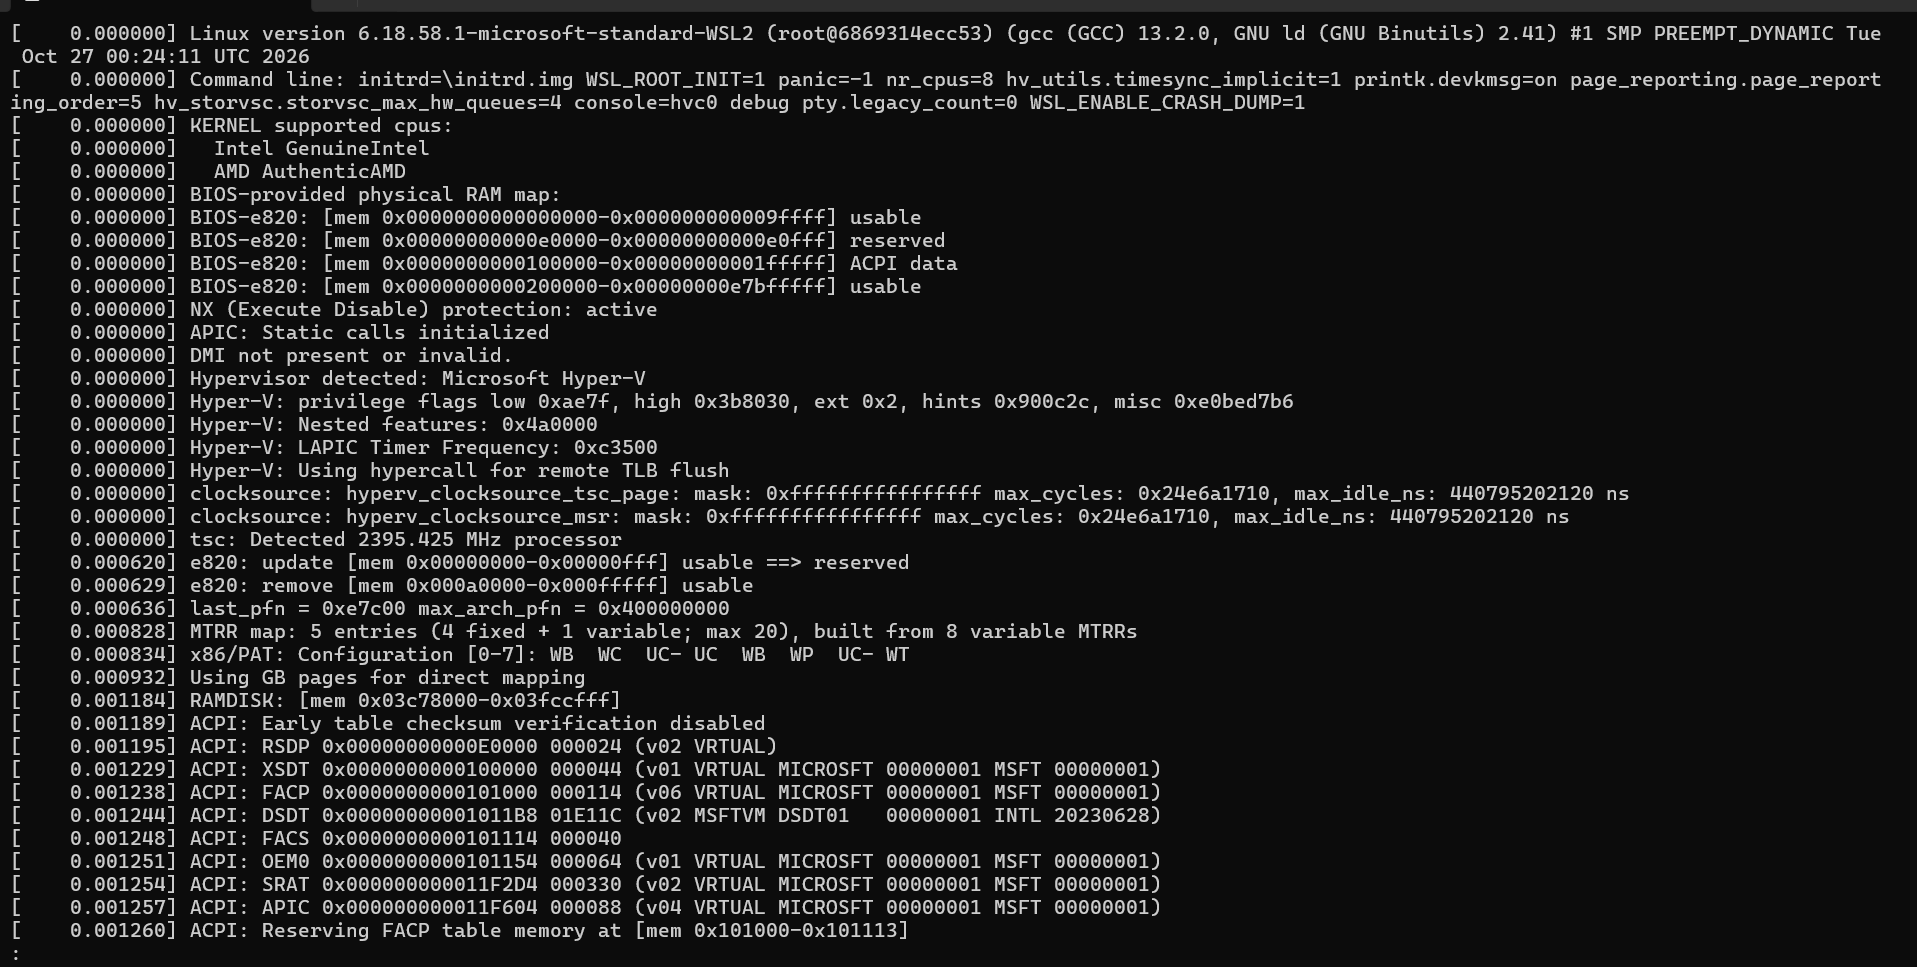 [    0.000000] Linux version 6.18.58.1-microsoft-standard-WSL2 (root@6869314ecc53) (gcc (GCC) 13.2.0, GNU ld (GNU Binutils) 2.41) #1 SMP PREEMPT_DYNAMIC Tue
 Oct 27 00:24:11 UTC 2026
[    0.000000] Command line: initrd=\initrd.img WSL_ROOT_INIT=1 panic=-1 nr_cpus=8 hv_utils.timesync_implicit=1 printk.devkmsg=on page_reporting.page_report
ing_order=5 hv_storvsc.storvsc_max_hw_queues=4 console=hvc0 debug pty.legacy_count=0 WSL_ENABLE_CRASH_DUMP=1
[    0.000000] KERNEL supported cpus:
[    0.000000]   Intel GenuineIntel
[    0.000000]   AMD AuthenticAMD
[    0.000000] BIOS-provided physical RAM map:
[    0.000000] BIOS-e820: [mem 0x0000000000000000-0x000000000009ffff] usable
[    0.000000] BIOS-e820: [mem 0x00000000000e0000-0x00000000000e0fff] reserved
[    0.000000] BIOS-e820: [mem 0x0000000000100000-0x00000000001fffff] ACPI data
[    0.000000] BIOS-e820: [mem 0x0000000000200000-0x00000000e7bfffff] usable
[    0.000000] NX (Execute Disable) protection: active
[    0.000000] APIC: Static calls initialized
[    0.000000] DMI not present or invalid.
[    0.000000] Hypervisor detected: Microsoft Hyper-V
[    0.000000] Hyper-V: privilege flags low 0xae7f, high 0x3b8030, ext 0x2, hints 0x900c2c, misc 0xe0bed7b6
[    0.000000] Hyper-V: Nested features: 0x4a0000
[    0.000000] Hyper-V: LAPIC Timer Frequency: 0xc3500
[    0.000000] Hyper-V: Using hypercall for remote TLB flush
[    0.000000] clocksource: hyperv_clocksource_tsc_page: mask: 0xffffffffffffffff max_cycles: 0x24e6a1710, max_idle_ns: 440795202120 ns
[    0.000000] clocksource: hyperv_clocksource_msr: mask: 0xffffffffffffffff max_cycles: 0x24e6a1710, max_idle_ns: 440795202120 ns
[    0.000000] tsc: Detected 2395.425 MHz processor
[    0.000620] e820: update [mem 0x00000000-0x00000fff] usable ==> reserved
[    0.000629] e820: remove [mem 0x000a0000-0x000fffff] usable
[    0.000636] last_pfn = 0xe7c00 max_arch_pfn = 0x400000000
[    0.000828] MTRR map: 5 entries (4 fixed + 1 variable; max 20), built from 8 variable MTRRs
[    0.000834] x86/PAT: Configuration [0-7]: WB  WC  UC- UC  WB  WP  UC- WT
[    0.000932] Using GB pages for direct mapping
[    0.001184] RAMDISK: [mem 0x03c78000-0x03fccfff]
[    0.001189] ACPI: Early table checksum verification disabled
[    0.001195] ACPI: RSDP 0x00000000000E0000 000024 (v02 VRTUAL)
[    0.001229] ACPI: XSDT 0x0000000000100000 000044 (v01 VRTUAL MICROSFT 00000001 MSFT 00000001)
[    0.001238] ACPI: FACP 0x0000000000101000 000114 (v06 VRTUAL MICROSFT 00000001 MSFT 00000001)
[    0.001244] ACPI: DSDT 0x00000000001011B8 01E11C (v02 MSFTVM DSDT01   00000001 INTL 20230628)
[    0.001248] ACPI: FACS 0x0000000000101114 000040
[    0.001251] ACPI: OEM0 0x0000000000101154 000064 (v01 VRTUAL MICROSFT 00000001 MSFT 00000001)
[    0.001254] ACPI: SRAT 0x000000000011F2D4 000330 (v02 VRTUAL MICROSFT 00000001 MSFT 00000001)
[    0.001257] ACPI: APIC 0x000000000011F604 000088 (v04 VRTUAL MICROSFT 00000001 MSFT 00000001)
[    0.001260] ACPI: Reserving FACP table memory at [mem 0x101000-0x101113]
: